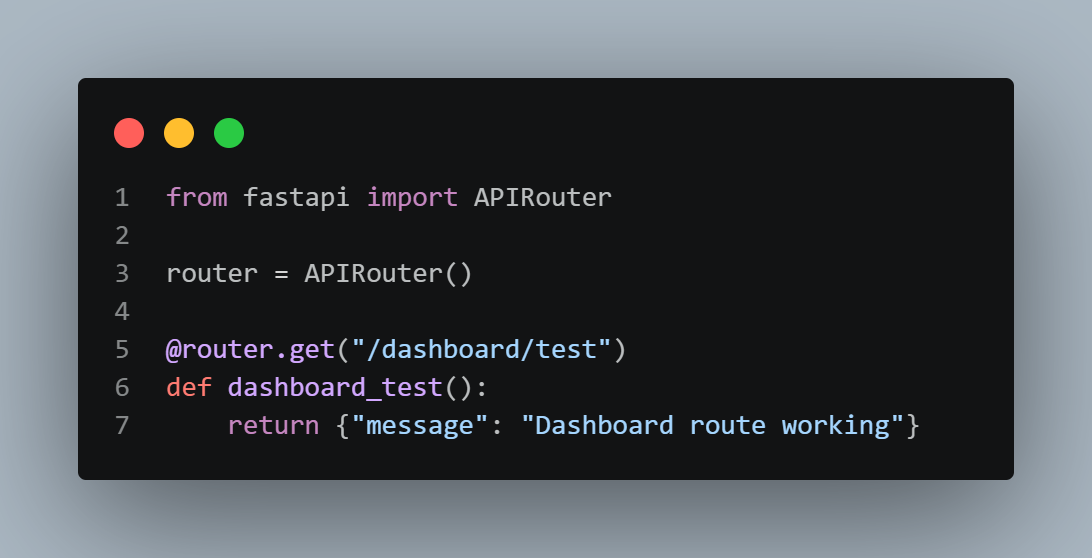 1 from fastapi import APIRouter
2
3 router = APIRouter()
4
5 @router.get("/dashboard/test")
6 def dashboard_test():
7     return {"message": "Dashboard route working"}